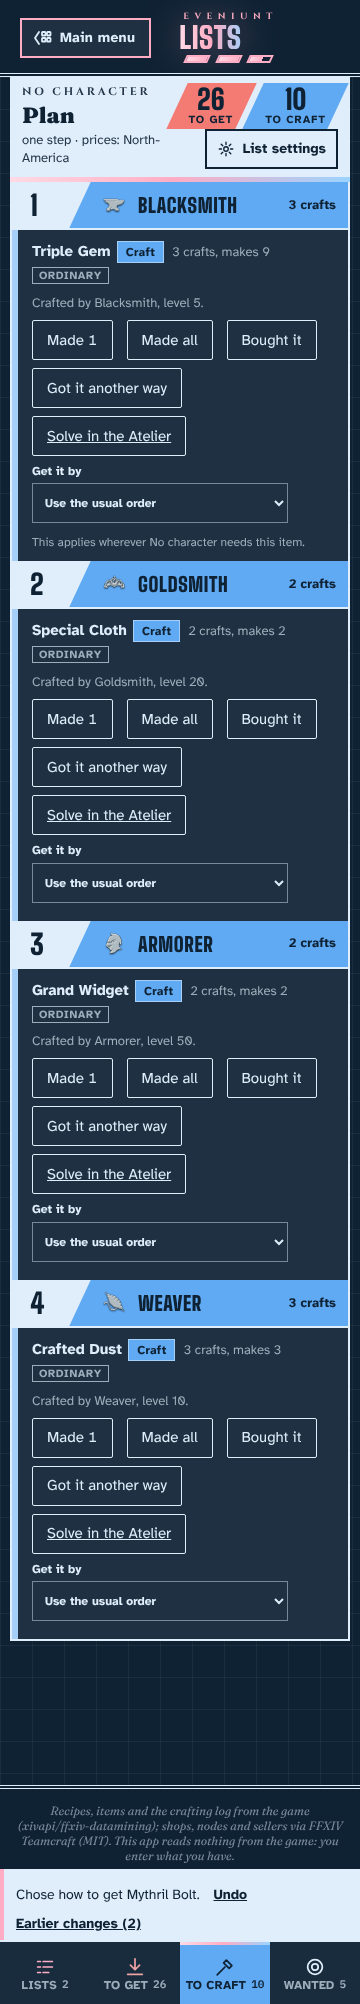 Main menu
EVENIUNT
LISTS
NO CHARACTER
Plan
one step · prices: North-
America
26
TO GET
10
TO CRAFT
List settings
1
BLACKSMITH
3 crafts
Triple Gem Craft 3 crafts, makes 9
ORDINARY
Crafted by Blacksmith, level 5.
Made 1
Made all
Bought it
Got it another way
Solve in the Atelier
Get it by
Use the usual order
This applies wherever No character needs this item.
2
GOLDSMITH
2 crafts
Special Cloth Craft 2 crafts, makes 2
ORDINARY
Crafted by Goldsmith, level 20.
Made 1
Made all
Bought it
Got it another way
Solve in the Atelier
Get it by
Use the usual order
3
ARMORER
2 crafts
Grand Widget Craft 2 crafts, makes 2
ORDINARY
Crafted by Armorer, level 50.
Made 1
Made all
Bought it
Got it another way
Solve in the Atelier
Get it by
Use the usual order
4
WEAVER
3 crafts
Crafted Dust Craft 3 crafts, makes 3
ORDINARY
Crafted by Weaver, level 10.
Made 1
Made all
Bought it
Got it another way
Solve in the Atelier
Get it by
Use the usual order
Recipes, items and the crafting log from the game
(xivapi/ffxiv-datamining); shops, nodes and sellers via FFXIV
Teamcraft (MIT). This app reads nothing from the game: you
enter what you have.
Chose how to get Mythril Bolt. Undo
Earlier changes (2)
LISTS 2
TO GET 26
TO CRAFT 10
WANTED 5